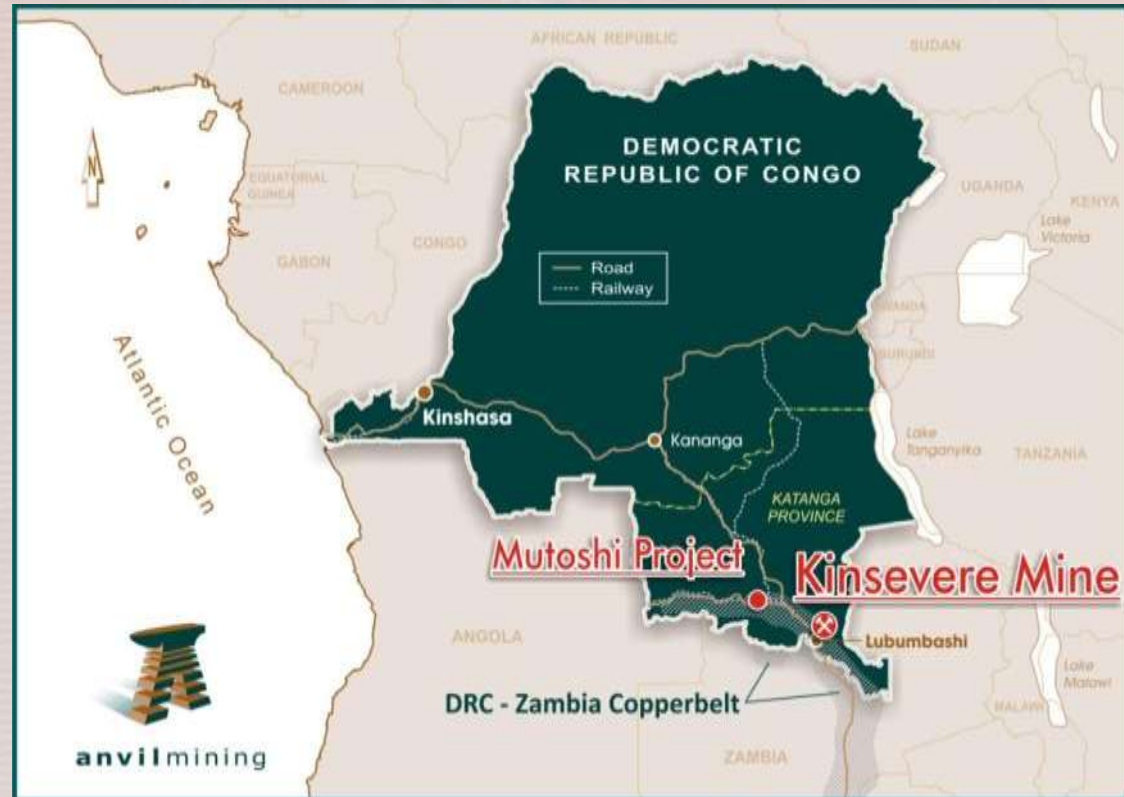 AFRICAN REPUBLIC
SUDAN
CAMEROON
DEMOCRATIC
REPUBLIC OF CONGO
N
EQUATORIAL
GUINEA
UGANDA
KENYA
CONGO
Lake
Victoria
GABON
Road
Railway
RWANDA
BURUNDI
Atlantic Ocean
Kinshasa
Kananga
Lake
Tanganyika
TANZANIA
KATANGA
PROVINCE
Mutoshi Project
Kinsevere Mine
ANGOLA
Lubumbashi
Lake
Malawi
DRC - Zambia Copperbelt
MALAWI
anvilmining
ZAMBIA